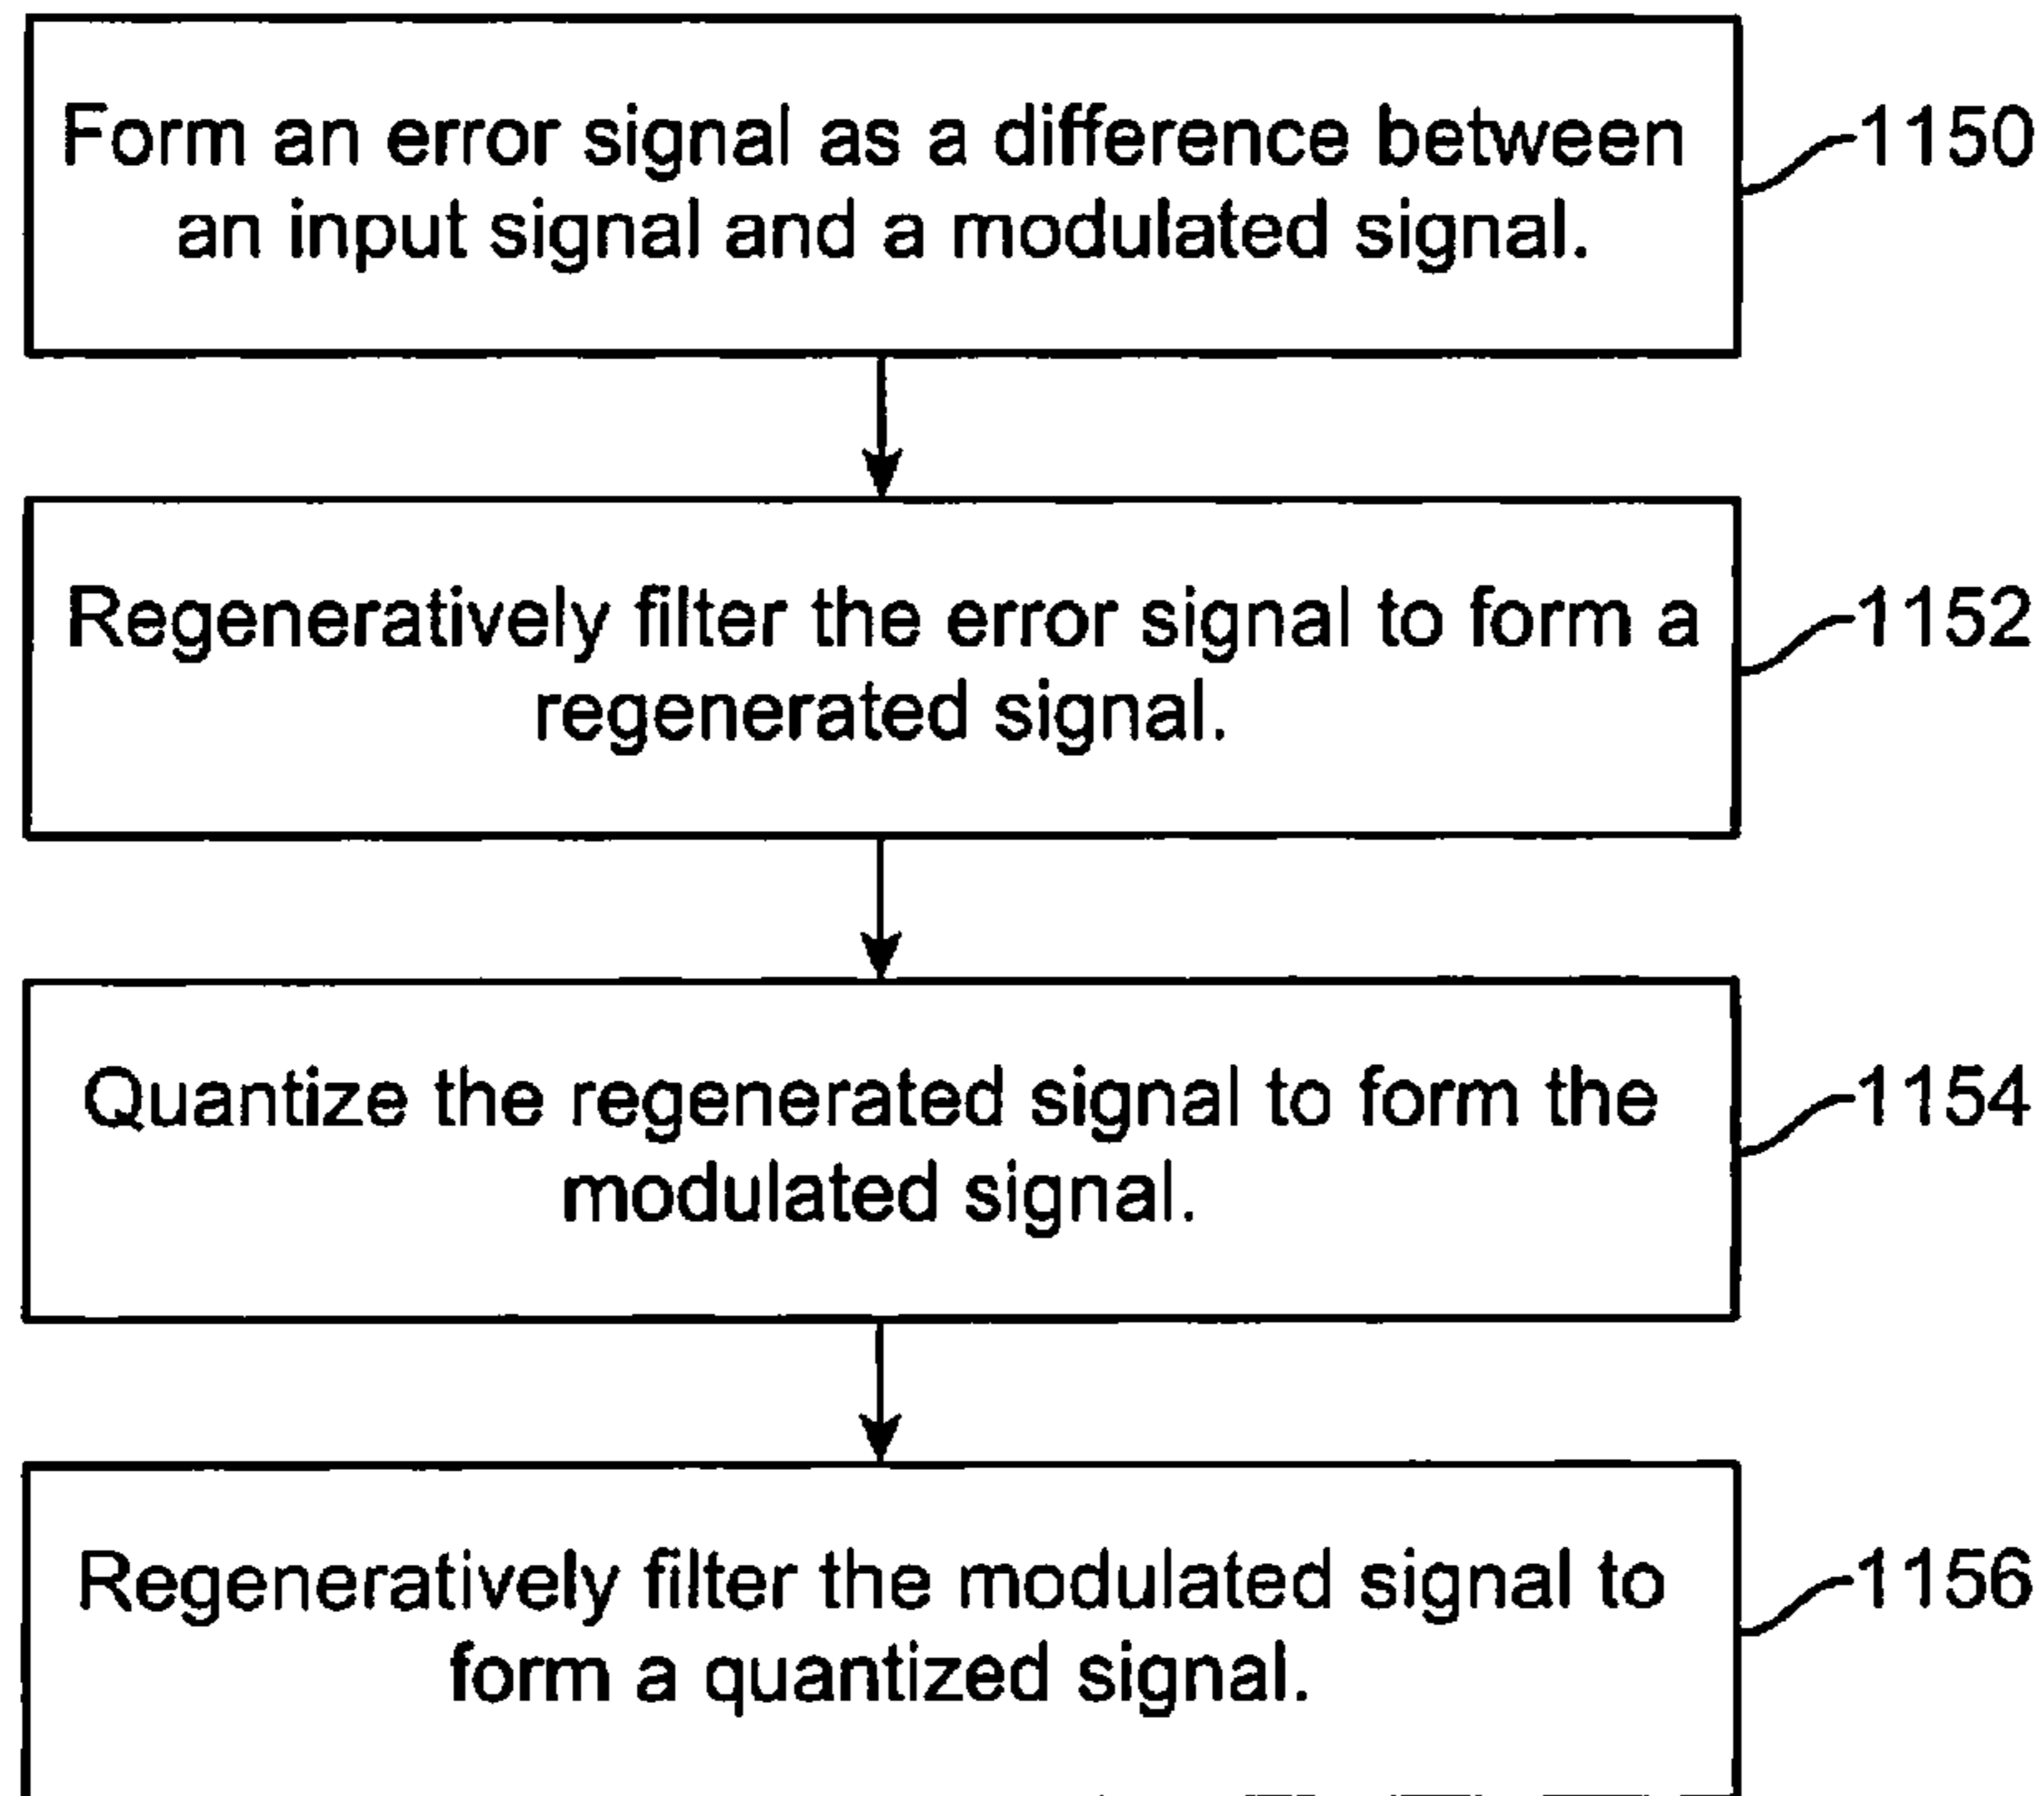 Form an error signal as a difference between
an input signal and a modulated signal.
1150
Regeneratively filter the error signal to form a
regenerated signal.
1152
Quantize the regenerated signal to form the
modulated signal.
1154
Regeneratively filter the modulated signal to
form a quantized signal.
1156